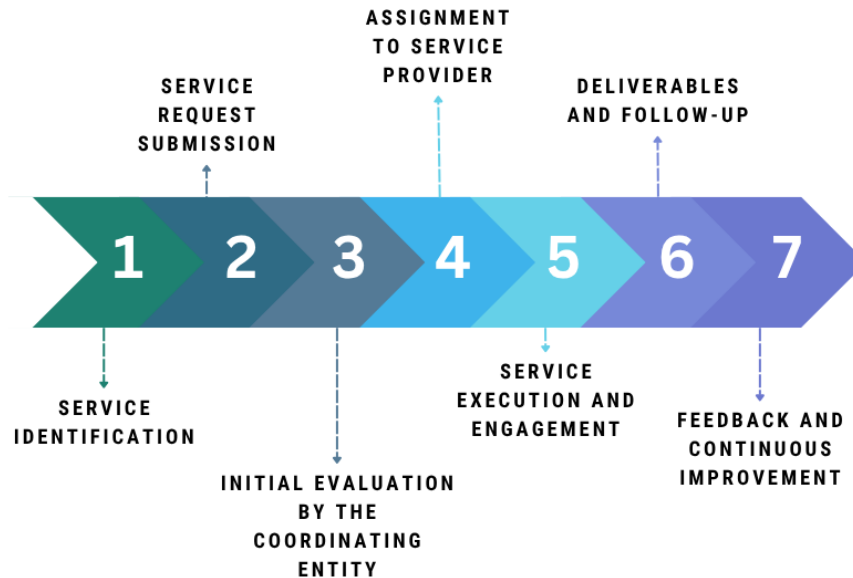 ASSIGNMENT
TO SERVICE
PROVIDER
SERVICE
REQUEST
SUBMISSION
DELIVERABLES
AND FOLLOW-UP
1
2
3
4
5
6
7
SERVICE
IDENTIFICATION
INITIAL EVALUATION
BY THE
COORDINATING
ENTITY
SERVICE
EXECUTION AND
ENGAGEMENT
FEEDBACK AND
CONTINUOUS
IMPROVEMENT